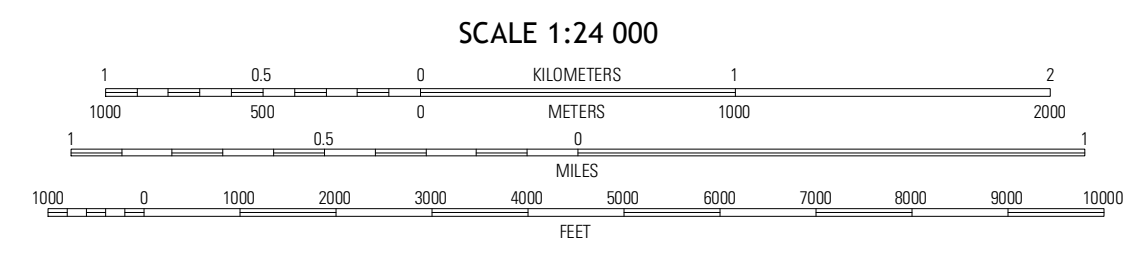 SCALE 1:24 000
1 0.5 0 KILOMETERS 1 2
1000 500 0 METERS 1000 2000
1 0.5 0 1
MILES
1000 0 1000 2000 3000 4000 5000 6000 7000 8000 9000 10000
FEET